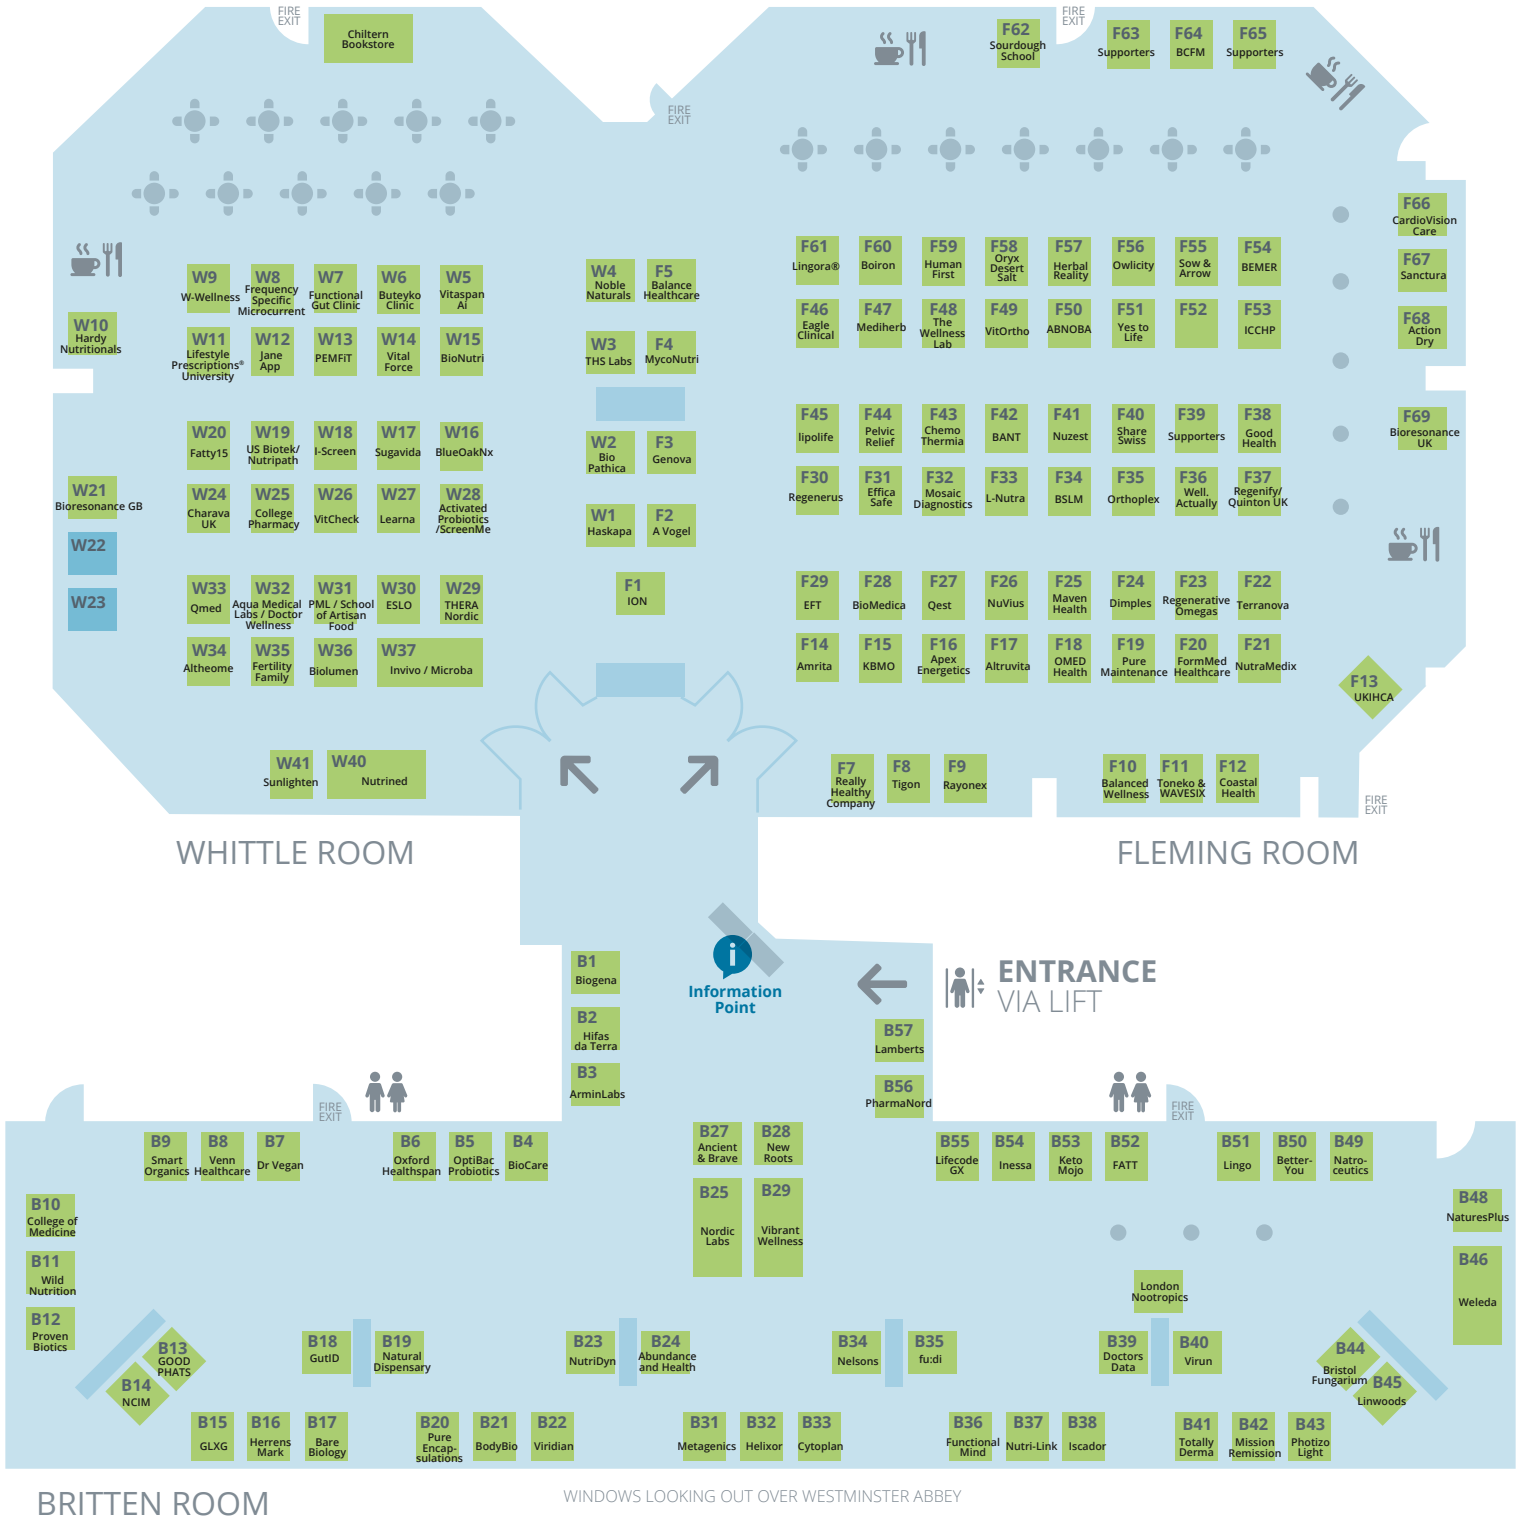 FIRE
EXIT
Chiltern
Bookstore
FIRE
EXIT
W9
W-Wellness
W8
Frequency
Specific
Microcurrent
W7
Functional
Gut Clinic
W6
Buteyko
Clinic
W5
Vitaspan
Ai
W10
Hardy
Nutritionals
W11
Lifestyle
Prescriptions®
University
W12
Jane
App
W13
PEMFiT
W14
Vital
Force
W15
BioNutri
W20
Fatty15
W19
US Biotek/
Nutripath
W18
I-Screen
W17
Sugavida
W16
BlueOakNx
W21
Bioresonance GB
W24
Charava
UK
W25
College
Pharmacy
W26
VitCheck
W27
Learna
W28
Activated
Probiotics
/ScreenMe
W22
W23
W33
Qmed
W32
Aqua Medical
Labs / Doctor
Wellness
W31
PML / School
of Artisan
Food
W30
ESLO
W29
THERA
Nordic
W34
Altheome
W35
Fertility
Family
W36
Biolumen
W37
Invivo / Microba
W41
Sunlighten
W40
Nutrined
WHITTLE ROOM
W4
Noble
Naturals
F5
Balance
Healthcare
W3
THS Labs
F4
MycoNutri
W2
Bio
Pathica
F3
Genova
W1
Haskapa
F2
A Vogel
F1
ION
F62
Sourdough
School
FIRE
EXIT
F63
Supporters
F64
BCFM
F65
Supporters
F61
Lingora®
F60
Boiron
F59
Human
First
F58
Oryx
Desert
Salt
F57
Herbal
Reality
F56
Owlicity
F55
Sow &
Arrow
F54
BEMER
F46
Eagle
Clinical
F47
Mediherb
F48
The
Wellness
Lab
F49
VitOrtho
F50
ABNOBA
F51
Yes to
Life
F52
F53
ICCHP
F45
lipolife
F44
Pelvic
Relief
F43
Chemo
Thermia
F42
BANT
F41
Nuzest
F40
Share
Swiss
F39
Supporters
F38
Good
Health
F30
Regenerus
F31
Effica
Safe
F32
Mosaic
Diagnostics
F33
L-Nutra
F34
BSLM
F35
Orthoplex
F36
Well.
Actually
F37
Regenify/
Quinton UK
F29
EFT
F28
BioMedica
F27
Qest
F26
NuVius
F25
Maven
Health
F24
Dimples
F23
Regenerative
Omegas
F22
Terranova
F14
Amrita
F15
KBMO
F16
Apex
Energetics
F17
Altruvita
F18
OMED
Health
F19
Pure
Maintenance
F20
FormMed
Healthcare
F21
NutraMedix
F66
CardioVision
Care
F67
Sanctura
F68
Action
Dry
F69
Bioresonance
UK
F13
UKIHCA
F7
Really
Healthy
Company
F8
Tigon
F9
Rayonex
F10
Balanced
Wellness
F11
Toneko &
WAVESIX
F12
Coastal
Health
FIRE
EXIT
FLEMING ROOM
Information
Point
ENTRANCE
VIA LIFT
B1
Biogena
B2
Hifas
da Terra
B3
ArminLabs
B57
Lamberts
B56
PharmaNord
FIRE
EXIT
FIRE
EXIT
B9
Smart
Organics
B8
Venn
Healthcare
B7
Dr Vegan
B6
Oxford
Healthspan
B5
OptiBac
Probiotics
B4
BioCare
B27
Ancient
& Brave
B28
New
Roots
B55
Lifecode
GX
B54
Inessa
B53
Keto
Mojo
B52
FATT
B51
Lingo
B50
Better-
You
B49
Natro-
ceutics
B10
College of
Medicine
B11
Wild
Nutrition
B12
Proven
Biotics
B25
Nordic
Labs
B29
Vibrant
Wellness
B48
NaturesPlus
B46
Weleda
London
Nootropics
B13
GOOD
PHATS
B14
NCIM
B18
GutID
B19
Natural
Dispensary
B23
NutriDyn
B24
Abundance
and Health
B34
Nelsons
B35
fu:di
B39
Doctors
Data
B40
Virun
B44
Bristol
Fungarium
B45
Linwoods
B15
GLXG
B16
Herrens
Mark
B17
Bare
Biology
B20
Pure
Encap-
sulations
B21
BodyBio
B22
Viridian
B31
Metagenics
B32
Helixor
B33
Cytoplan
B36
Functional
Mind
B37
Nutri-Link
B38
Iscador
B41
Totally
Derma
B42
Mission
Remission
B43
Photizo
Light
BRITTEN ROOM
WINDOWS LOOKING OUT OVER WESTMINSTER ABBEY